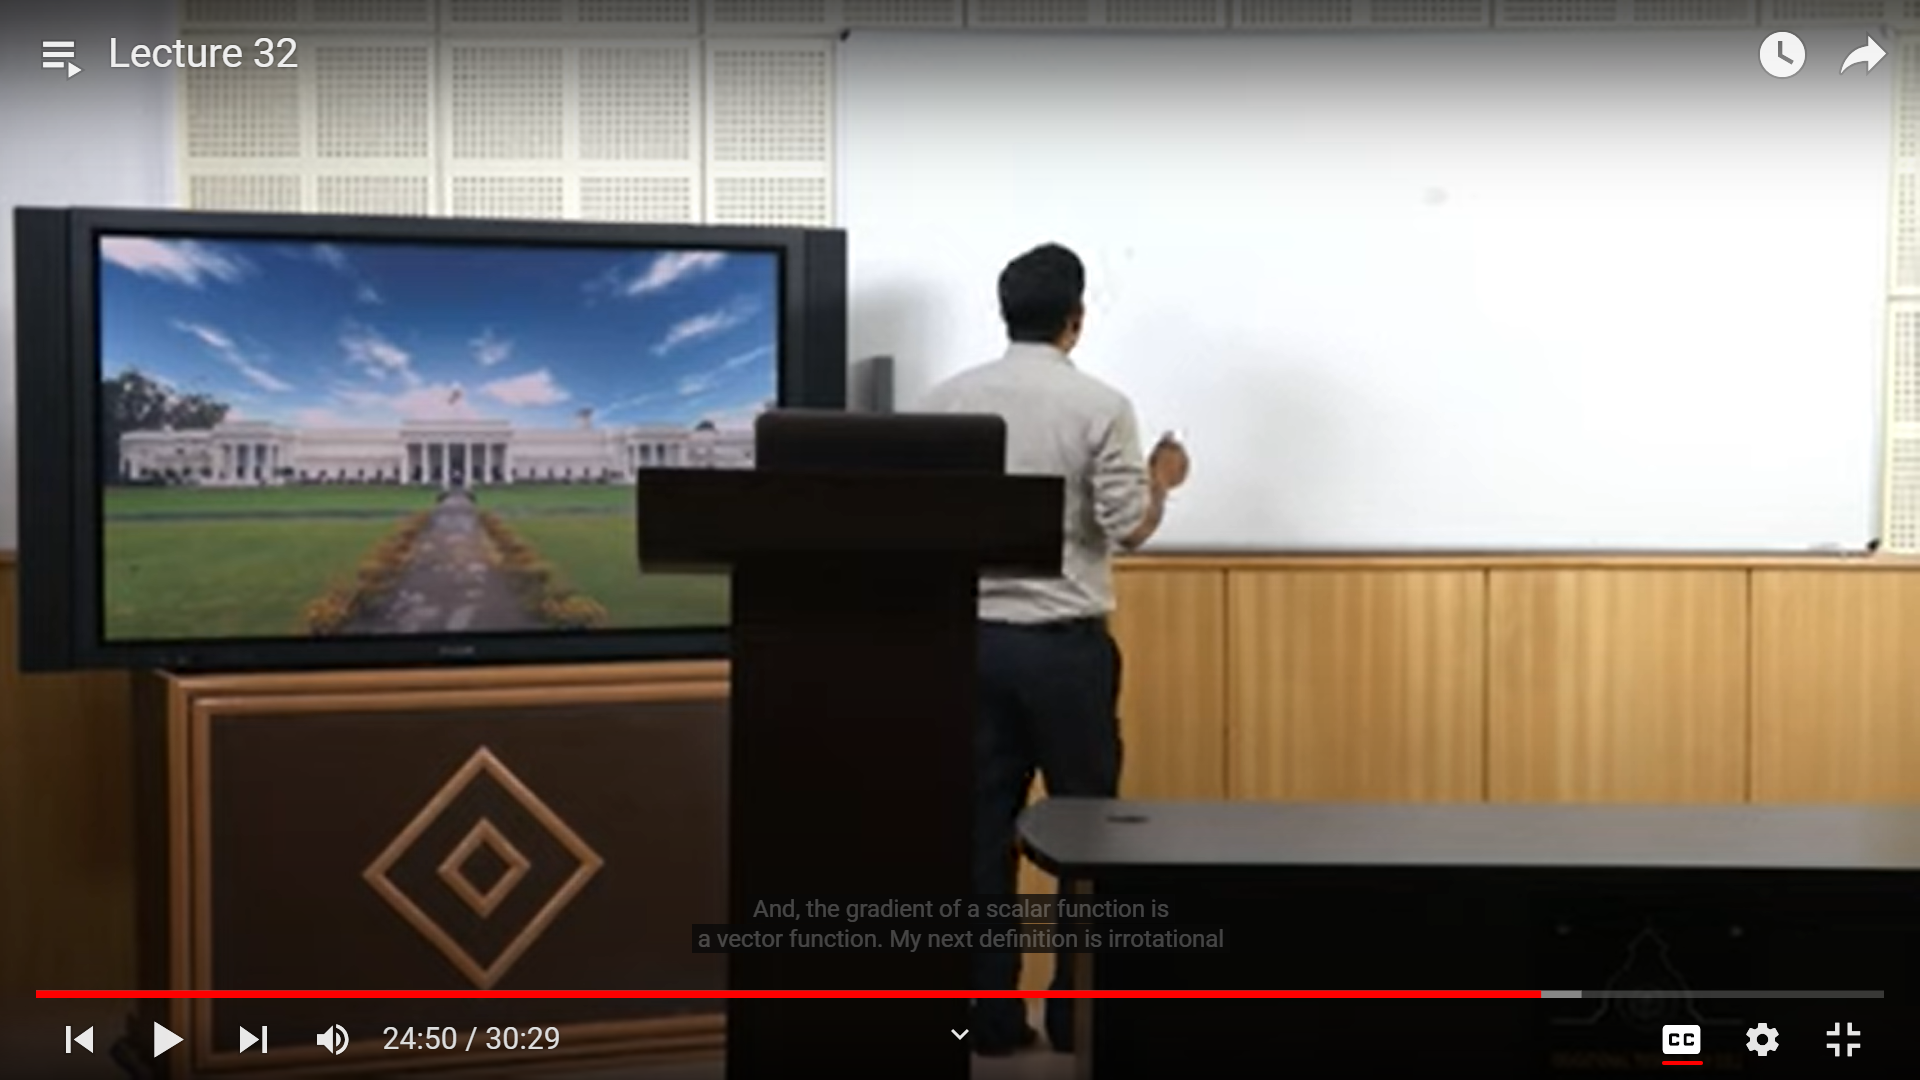 Lecture 32
And, the gradient of a scalar function is
a vector function. My next definition is irrotational
24:50 / 30:29
CC